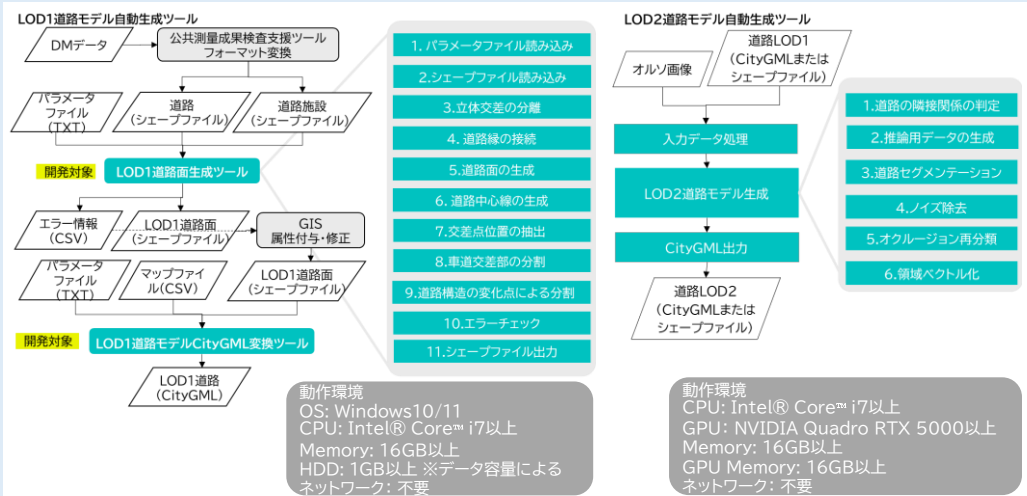 LOD1道路モデル自動生成ツール
DMデータ
公共測量成果検査支援ツール
フォーマット変換
パラメータ
ファイル
(TXT)
道路
(シェープファイル)
道路施設
(シェープファイル)
開発対象
LOD1道路面生成ツール
エラー情報
(CSV)
LOD1道路面
(シェープファイル)
GIS
属性付与・修正
パラメータ
ファイル
(TXT)
マップファイ
ル(CSV)
LOD1道路面
(シェープファイル)
開発対象
LOD1道路モデルCityGML変換ツール
LOD1道路
(CityGML)
1. パラメータファイル読み込み
2.シェープファイル読み込み
3.立体交差の分離
4. 道路縁の接続
5.道路面の生成
6. 道路中心線の生成
7.交差点位置の抽出
8.車道交差部の分割
9.道路構造の変化点による分割
10.エラーチェック
11.シェープファイル出力
動作環境
OS: Windows10/11
CPU: Intel® Core™ i7以上
Memory: 16GB以上
HDD: 1GB以上 ※データ容量による
ネットワーク: 不要
LOD2道路モデル自動生成ツール
オルソ画像
道路LOD1
(CityGMLまたは
シェープファイル)
入力データ処理
LOD2道路モデル生成
CityGML出力
道路LOD2
(CityGMLまたは
シェープファイル)
1.道路の隣接関係の判定
2.推論用データの生成
3.道路セグメンテーション
4.ノイズ除去
5.オクルージョン再分類
6.領域ベクトル化
動作環境
CPU: Intel® Core™ i7以上
GPU: NVIDIA Quadro RTX 5000以上
Memory: 16GB以上
GPU Memory: 16GB以上
ネットワーク: 不要